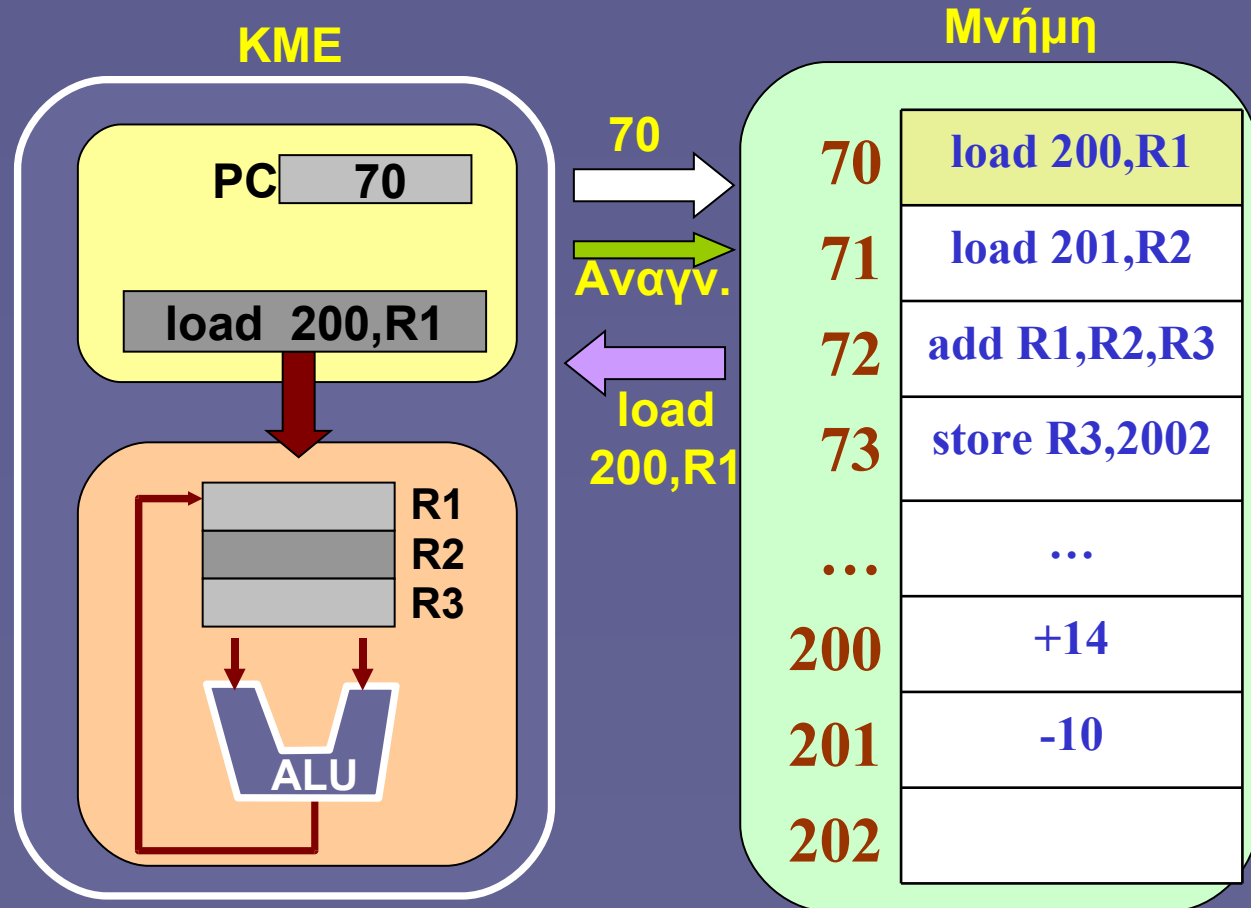 ΚΜΕ
Μνήμη
PC 70
load 200,R1
R1
R2
R3
ALU
70
Αναγν.
load
200,R1
70 load 200,R1
71 load 201,R2
72 add R1,R2,R3
73 store R3,2002
... ...
200 +14
201 -10
202